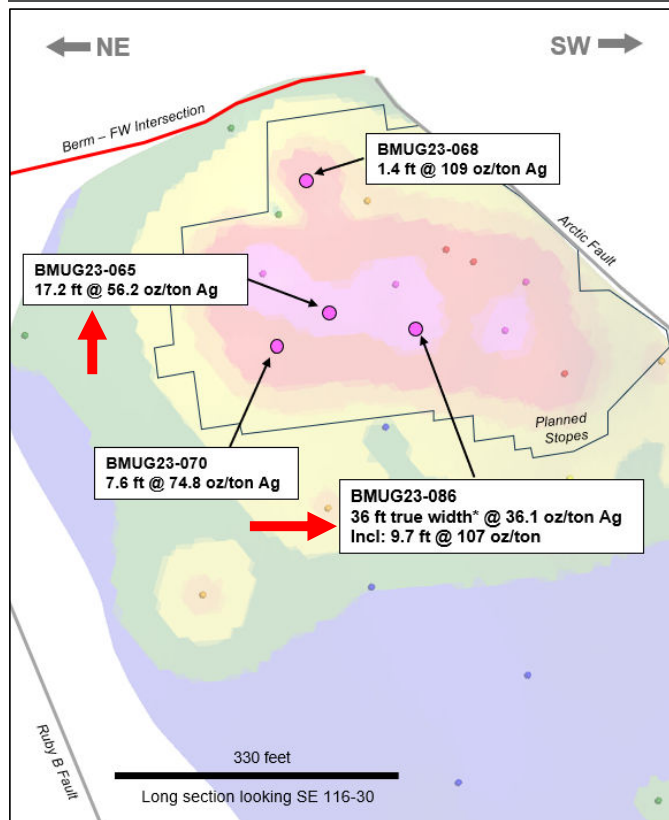 NE
SW
Berm – FW Intersection
BMUG23-068
1.4 ft @ 109 oz/ton Ag
Arctic Fault
BMUG23-065
17.2 ft @ 56.2 oz/ton Ag
Planned
Stopes
BMUG23-070
7.6 ft @ 74.8 oz/ton Ag
BMUG23-086
36 ft true width* @ 36.1 oz/ton Ag
Incl: 9.7 ft @ 107 oz/ton
Ruby B Fault
330 feet
Long section looking SE 116-30